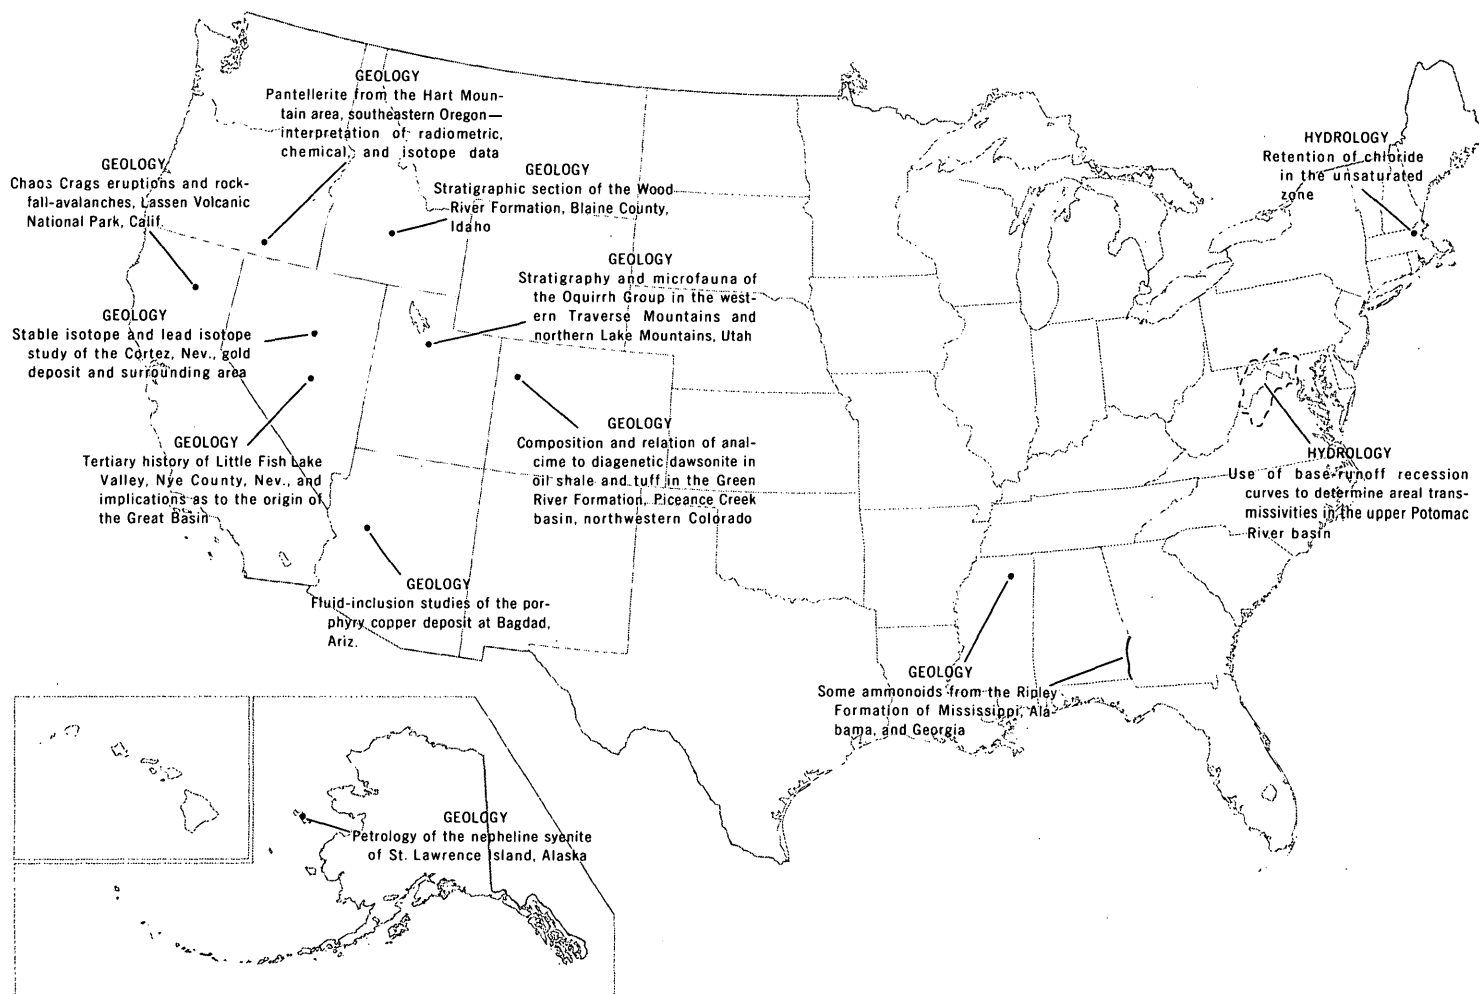 GEOLOGY
Pantellerite from the Hart Moun-
tain area, southeastern Oregon—
interpretation of radiometric,
chemical, and isotope data
GEOLOGY
Chaos Crags eruptions and rock-
fall-avalanches, Lassen Volcanic
National Park, Calif.
GEOLOGY
Stratigraphic section of the Wood
River Formation, Blaine County,
Idaho
HYDROLOGY
Retention of chloride
in the unsaturated
zone
GEOLOGY
Stratigraphy and microfauna of
the Oquirrh Group in the west-
ern Traverse Mountains and
northern Lake Mountains, Utah
GEOLOGY
Stable isotope and lead isotope
study of the Cortez, Nev., gold
deposit and surrounding area
GEOLOGY
Tertiary history of Little Fish Lake
Valley, Nye County, Nev., and
implications as to the origin of
the Great Basin
GEOLOGY
Composition and relation of anal-
cime to diagenetic dawsonite in
oil shale and tuff in the Green
River Formation, Piceance Creek
basin, northwestern Colorado
HYDROLOGY
Use of base-runoff recession
curves to determine areal trans-
missivities in the upper Potomac
River basin
GEOLOGY
Fluid-inclusion studies of the por-
phyry copper deposit at Bagdad,
Ariz.
GEOLOGY
Some ammonoids from the Ripley
Formation of Mississippi, Ala-
bama, and Georgia
GEOLOGY
Petrology of the nepheline syenite
of St. Lawrence Island, Alaska